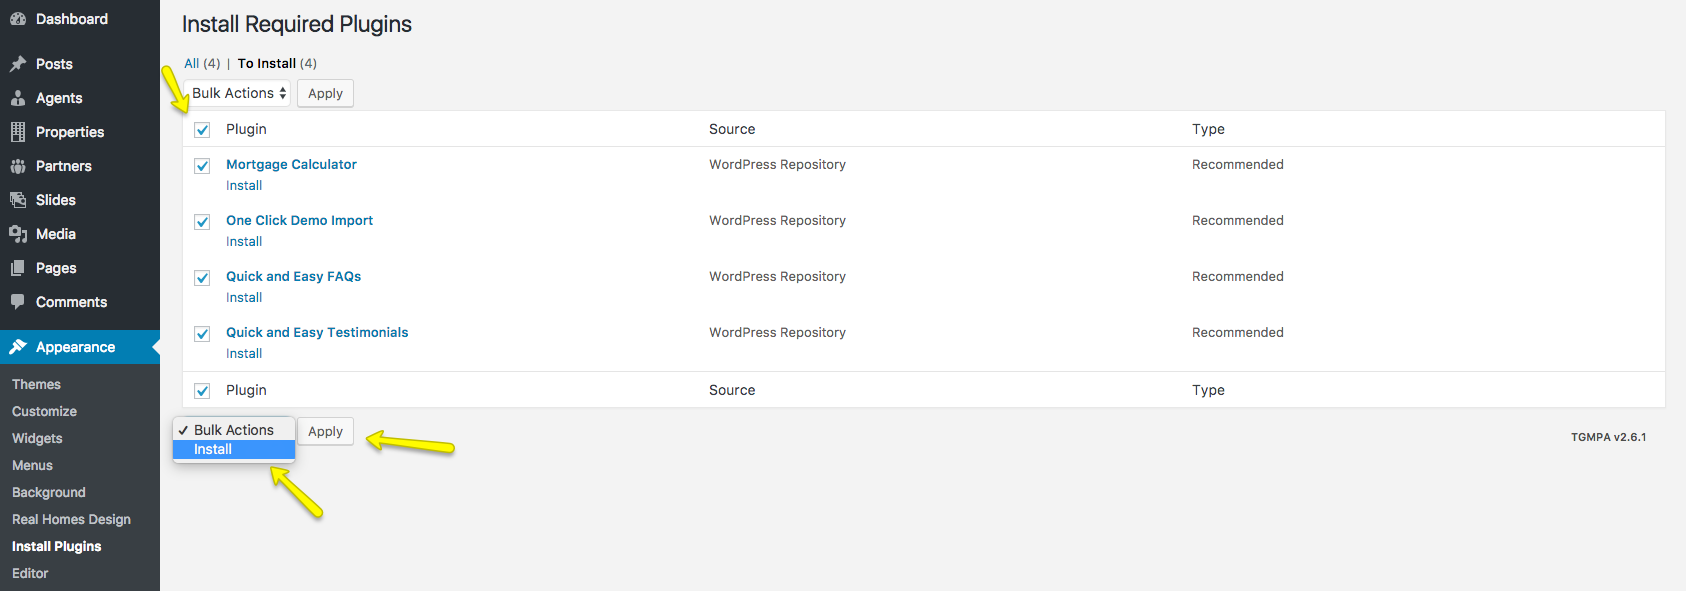 Dashboard
Posts
Agents
Properties
Partners
Slides
Media
Pages
Comments
Appearance
Themes
Customize
Widgets
Menus
Background
Real Homes Design
Install Plugins
Editor
Install Required Plugins
All (4) | To Install (4)
Bulk Actions Apply
Plugin Source Type
Mortgage Calculator WordPress Repository Recommended
Install
One Click Demo Import WordPress Repository Recommended
Install
Quick and Easy FAQs WordPress Repository Recommended
Install
Quick and Easy Testimonials WordPress Repository Recommended
Install
Plugin Source Type
✓ Bulk Actions Apply
Install
TGMPA v2.6.1